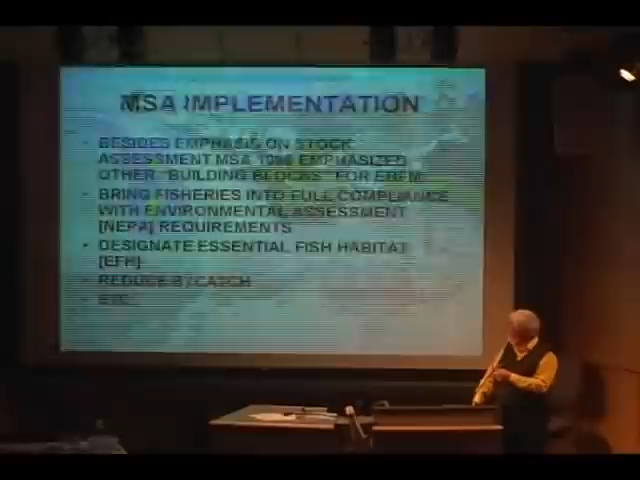 MSA IMPLEMENTATION
• BESIDES EMPHASIS ON STOCK
ASSESSMENT MSA 1996 EMPHASIZED
OTHER "BUILDING BLOCKS" FOR EBFM
• BRING FISHERIES INTO FULL COMPLIANCE
WITH ENVIRONMENTAL ASSESSMENT
[NEPA] REQUIREMENTS
• DESIGNATE ESSENTIAL FISH HABITAT
[EFH]
• REDUCE BYCATCH
• ETC.